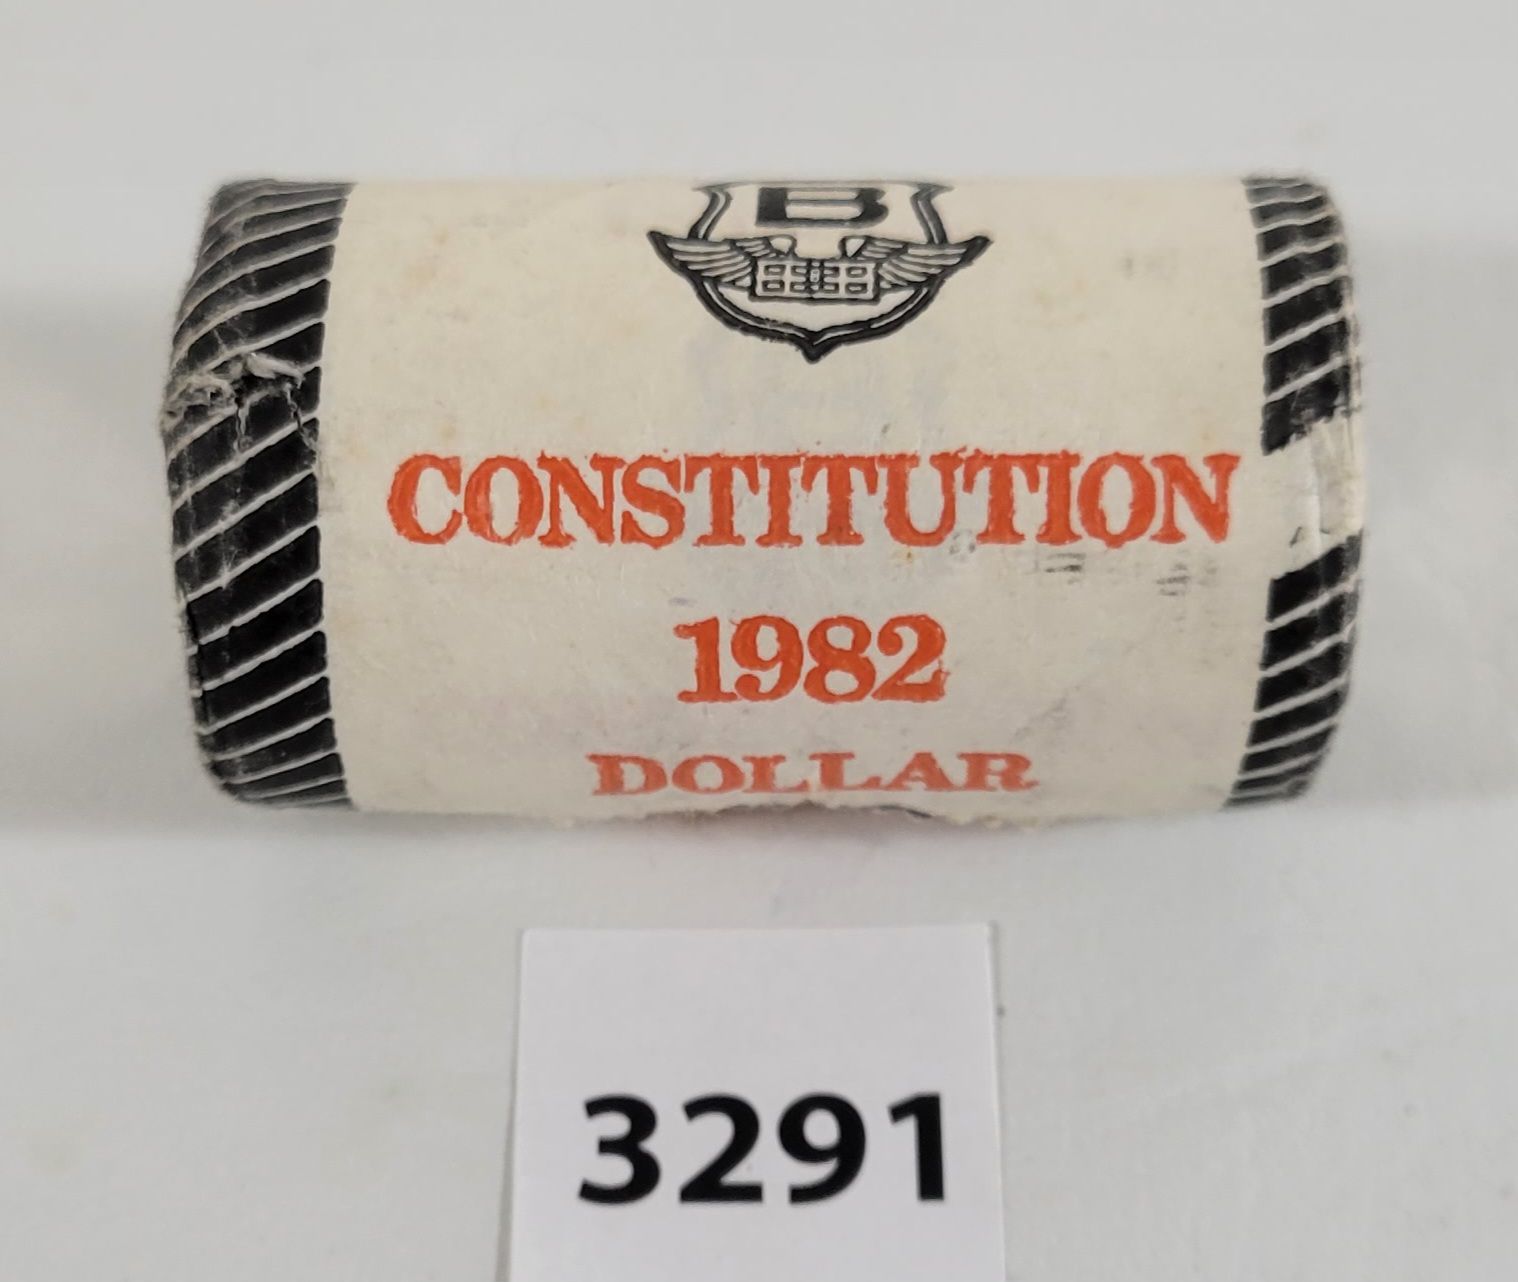 B
CONSTITUTION
1982
DOLLAR
3291